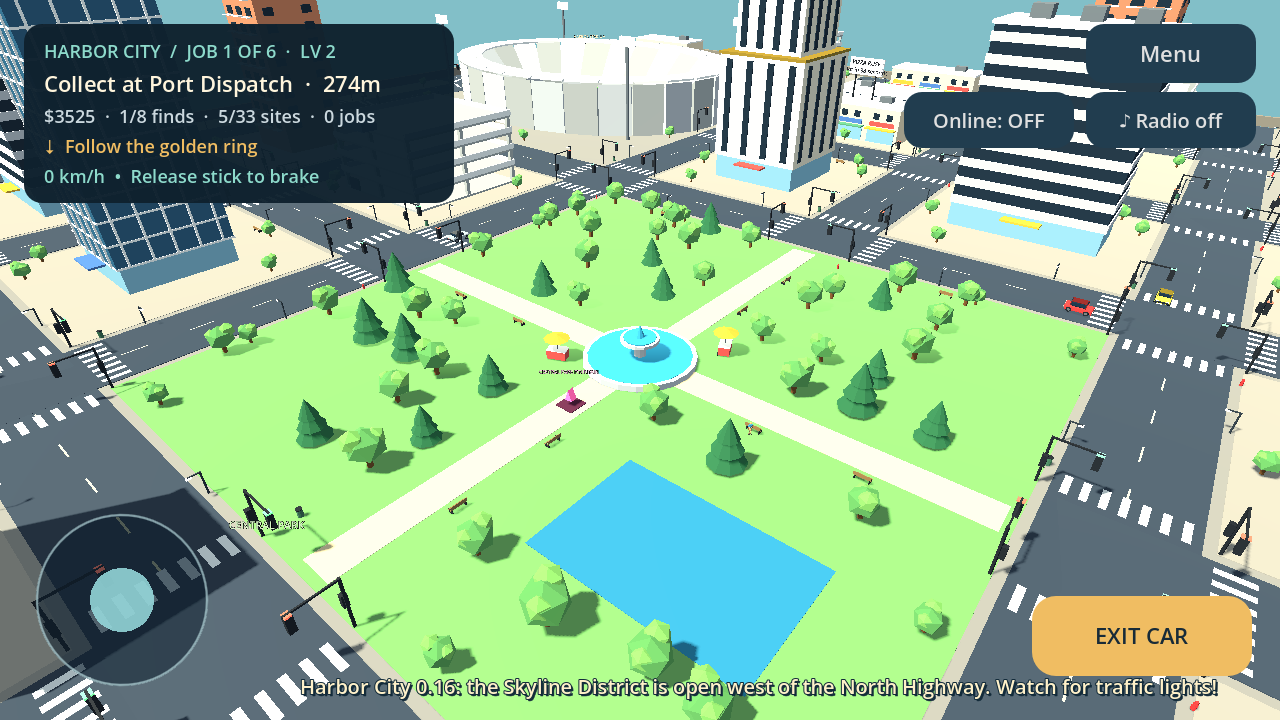 HARBOR CITY / JOB 1 OF 6 · LV 2
Collect at Port Dispatch · 274m
$3525 · 1/8 finds · 5/33 sites · 0 jobs
↓ Follow the golden ring
0 km/h • Release stick to brake
Menu
Online: OFF
♪ Radio off
CENTRAL PARK
EXIT CAR
Harbor City 0.16: the Skyline District is open west of the North Highway. Watch for traffic lights!